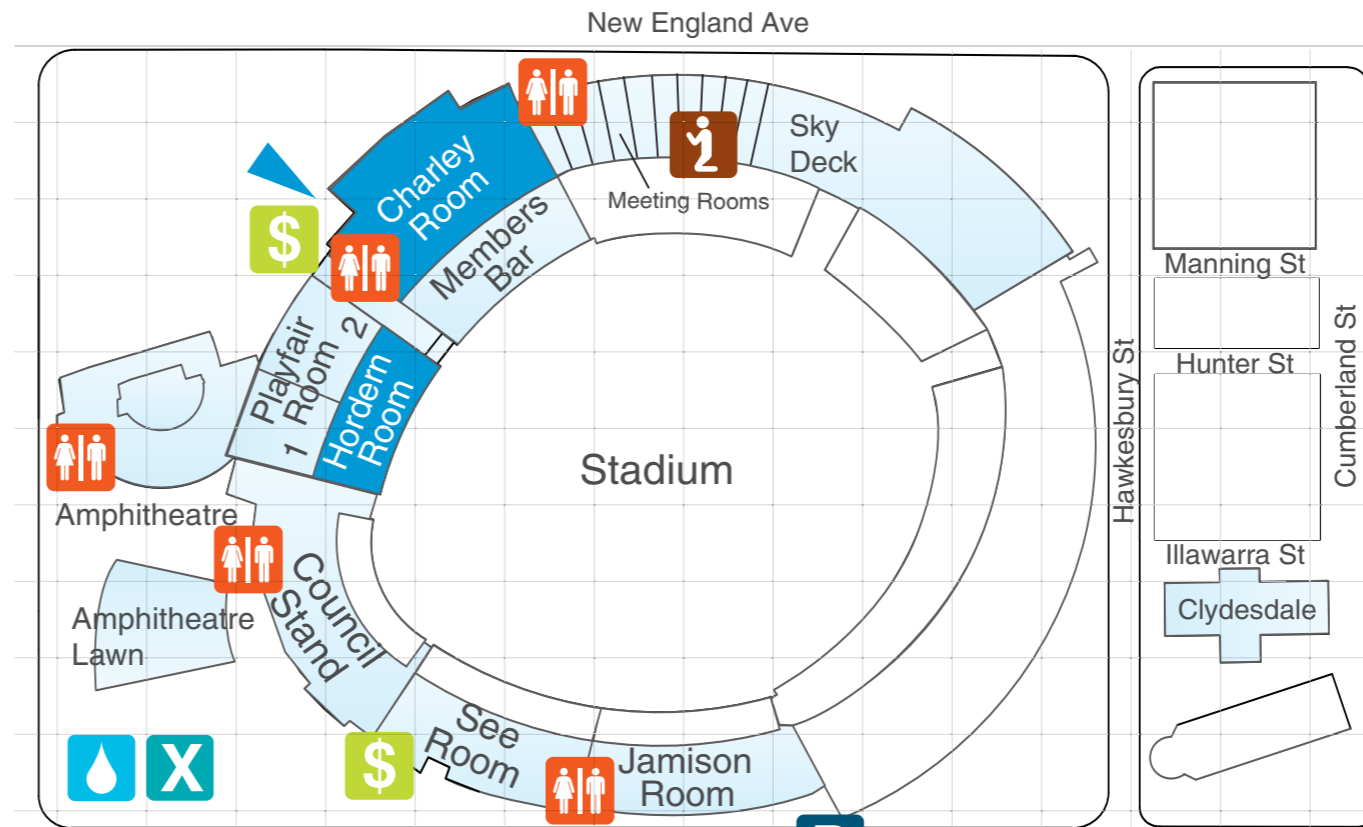 New England Ave
Sky
Deck
Charley
Room
Meeting Rooms
Members
Bar
$
Manning St
Playfair
Room
2
1
Hordern
Room
Hunter St
Hawkesbury St
Cumberland St
Stadium
Amphitheatre
Illawarra St
Council
Stand
Clydesdale
Amphitheatre
Lawn
See
Room
Jamison
Room
$
X